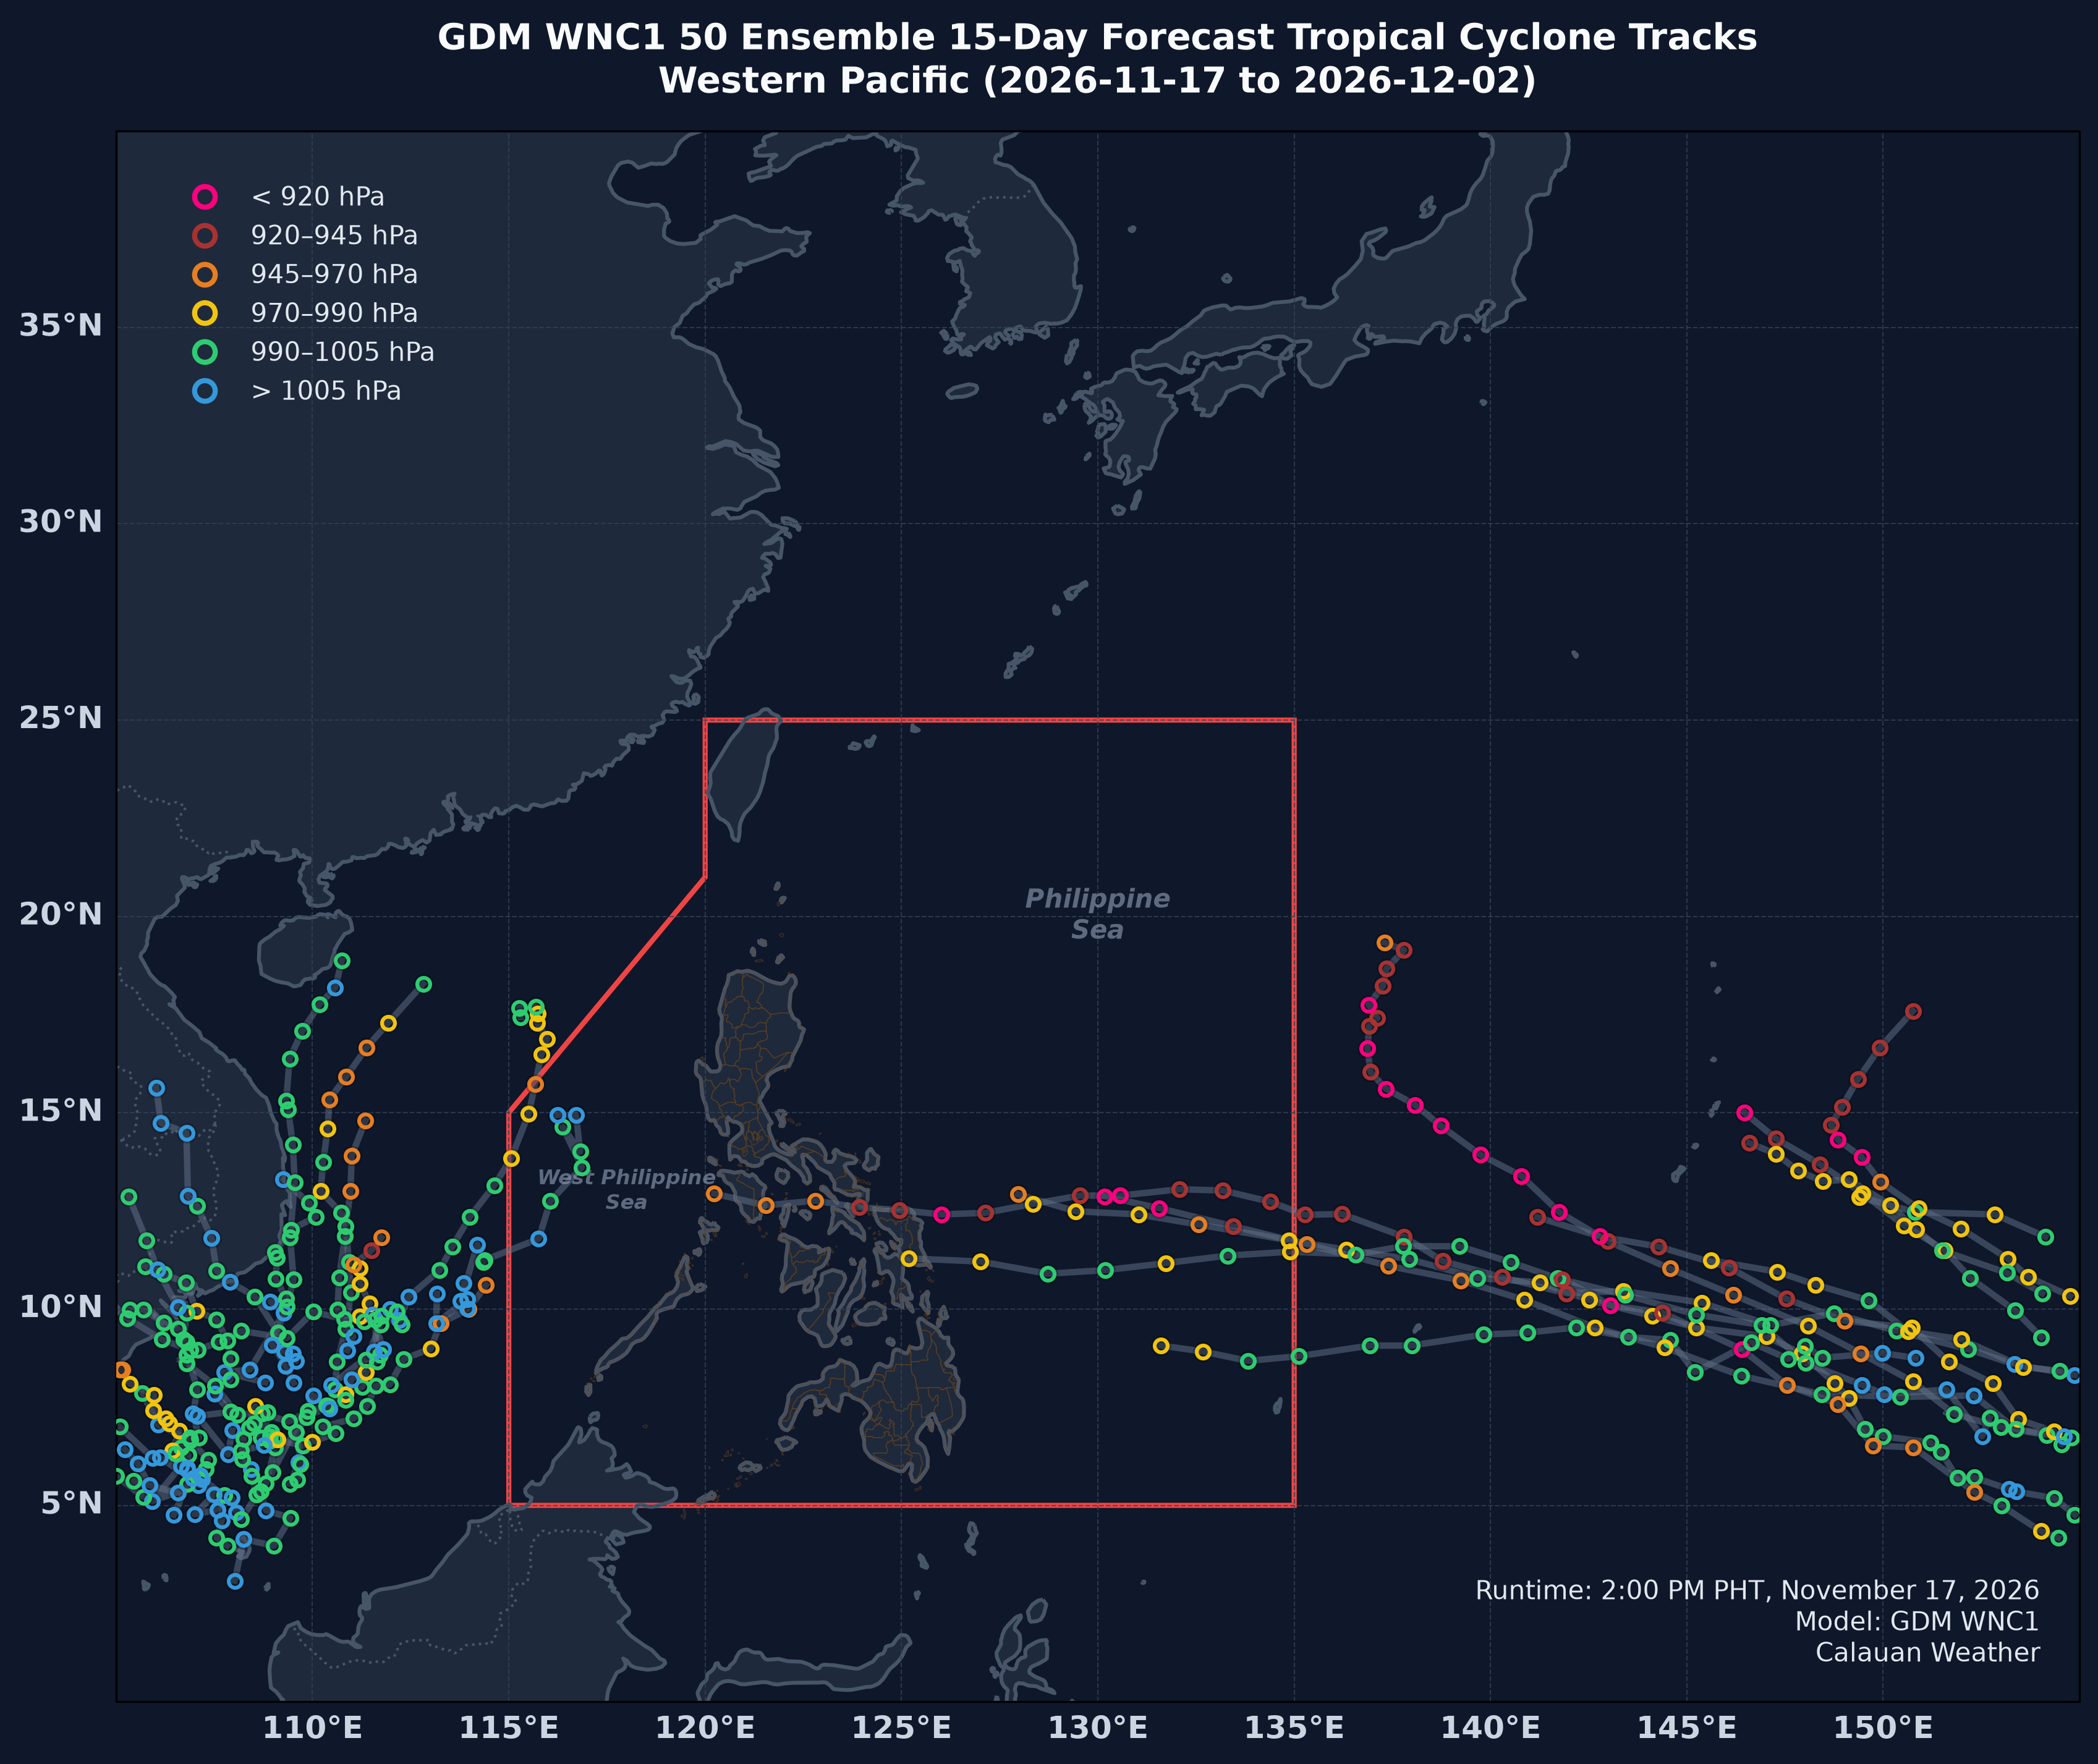 GDM WNC1 50 Ensemble 15-Day Forecast Tropical Cyclone Tracks
Western Pacific (2026-11-17 to 2026-12-02)
< 920 hPa
920–945 hPa
945–970 hPa
970–990 hPa
990–1005 hPa
> 1005 hPa
35°N
30°N
25°N
20°N
15°N
10°N
5°N
Philippine
Sea
West Philippine
Sea
Runtime: 2:00 PM PHT, November 17, 2026
Model: GDM WNC1
Calauan Weather
110°E 115°E 120°E 125°E 130°E 135°E 140°E 145°E 150°E